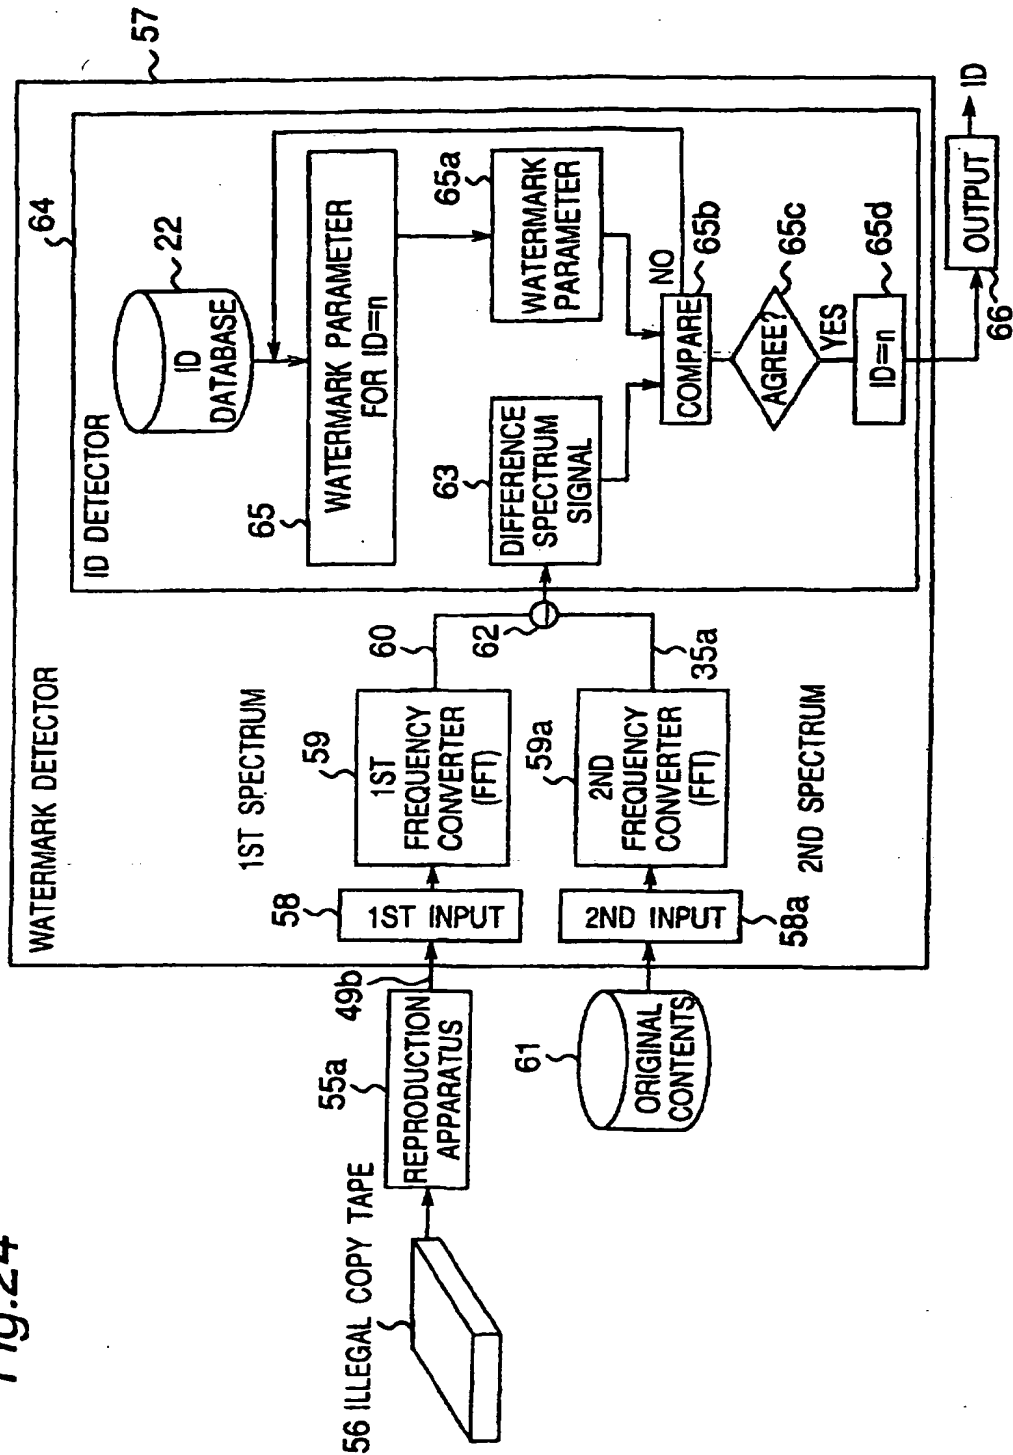 Fig.24
WATERMARK DETECTOR
57
64
ID DETECTOR
22
ID
DATABASE
65
WATERMARK PARAMETER
FOR ID=n
65a
WATERMARK
PARAMETER
63
DIFFERENCE
SPECTRUM
SIGNAL
NO
COMPARE
65b
AGREE?
65c
YES
ID=n
65d
OUTPUT
66
ID
1ST SPECTRUM
59
1ST
FREQUENCY
CONVERTER
(FFT)
60
62
58
1ST INPUT
49b
55a
REPRODUCTION
APPARATUS
56 ILLEGAL COPY TAPE
61
ORIGINAL
CONTENTS
2ND INPUT
58a
59a
2ND
FREQUENCY
CONVERTER
(FFT)
35a
2ND SPECTRUM